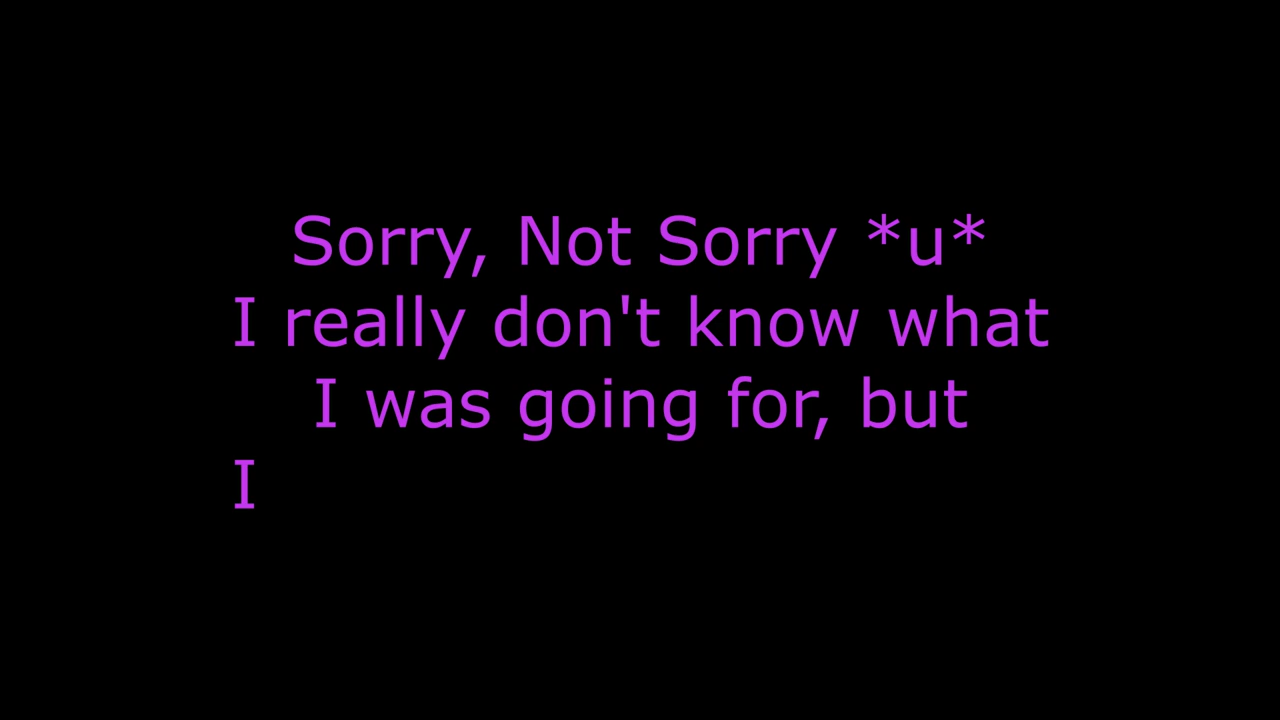 Sorry, Not Sorry *u*
I really don't know what
I was going for, but
I